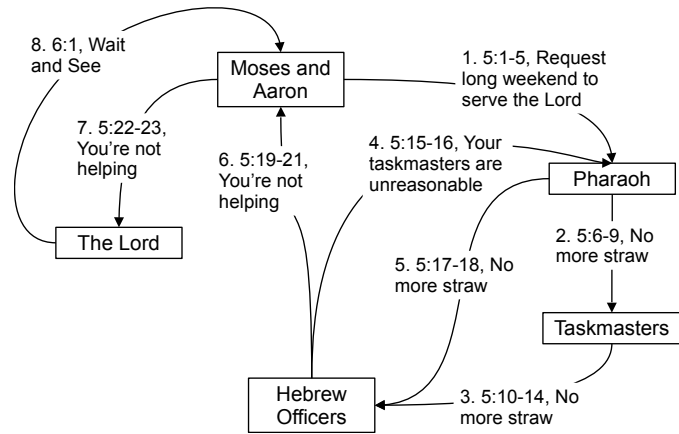 8. 6:1, Wait
and See
Moses and
Aaron
1. 5:1-5, Request
long weekend to
serve the Lord
7. 5:22-23,
You're not
helping
6. 5:19-21,
You're not
helping
4. 5:15-16, Your
taskmasters are
unreasonable
Pharaoh
The Lord
2. 5:6-9, No
more straw
5. 5:17-18, No
more straw
Taskmasters
Hebrew
Officers
3. 5:10-14, No
more straw